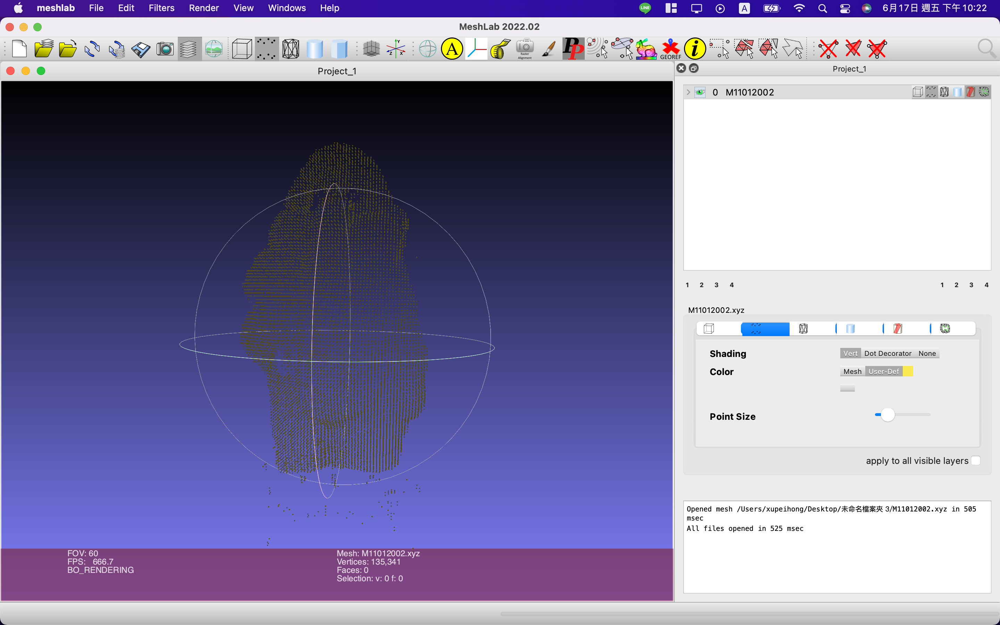 meshlab File Edit Filters Render View Windows Help LINE A 6月17日 週五 下午 10:22
MeshLab 2022.02
Y Z X A Raster Alignment PP GEOREF i
Project_1
Project_1
0 M11012002
1 2 3 4 1 2 3 4
M11012002.xyz
Shading Vert Dot Decorator None
Color Mesh User-Def
Point Size
apply to all visible layers
Opened mesh /Users/xupeihong/Desktop/未命名檔案夾 3/M11012002.xyz in 505
msec
All files opened in 525 msec
FOV: 60
FPS: 666.7
BO_RENDERING
Mesh: M11012002.xyz
Vertices: 135,341
Faces: 0
Selection: v: 0 f: 0